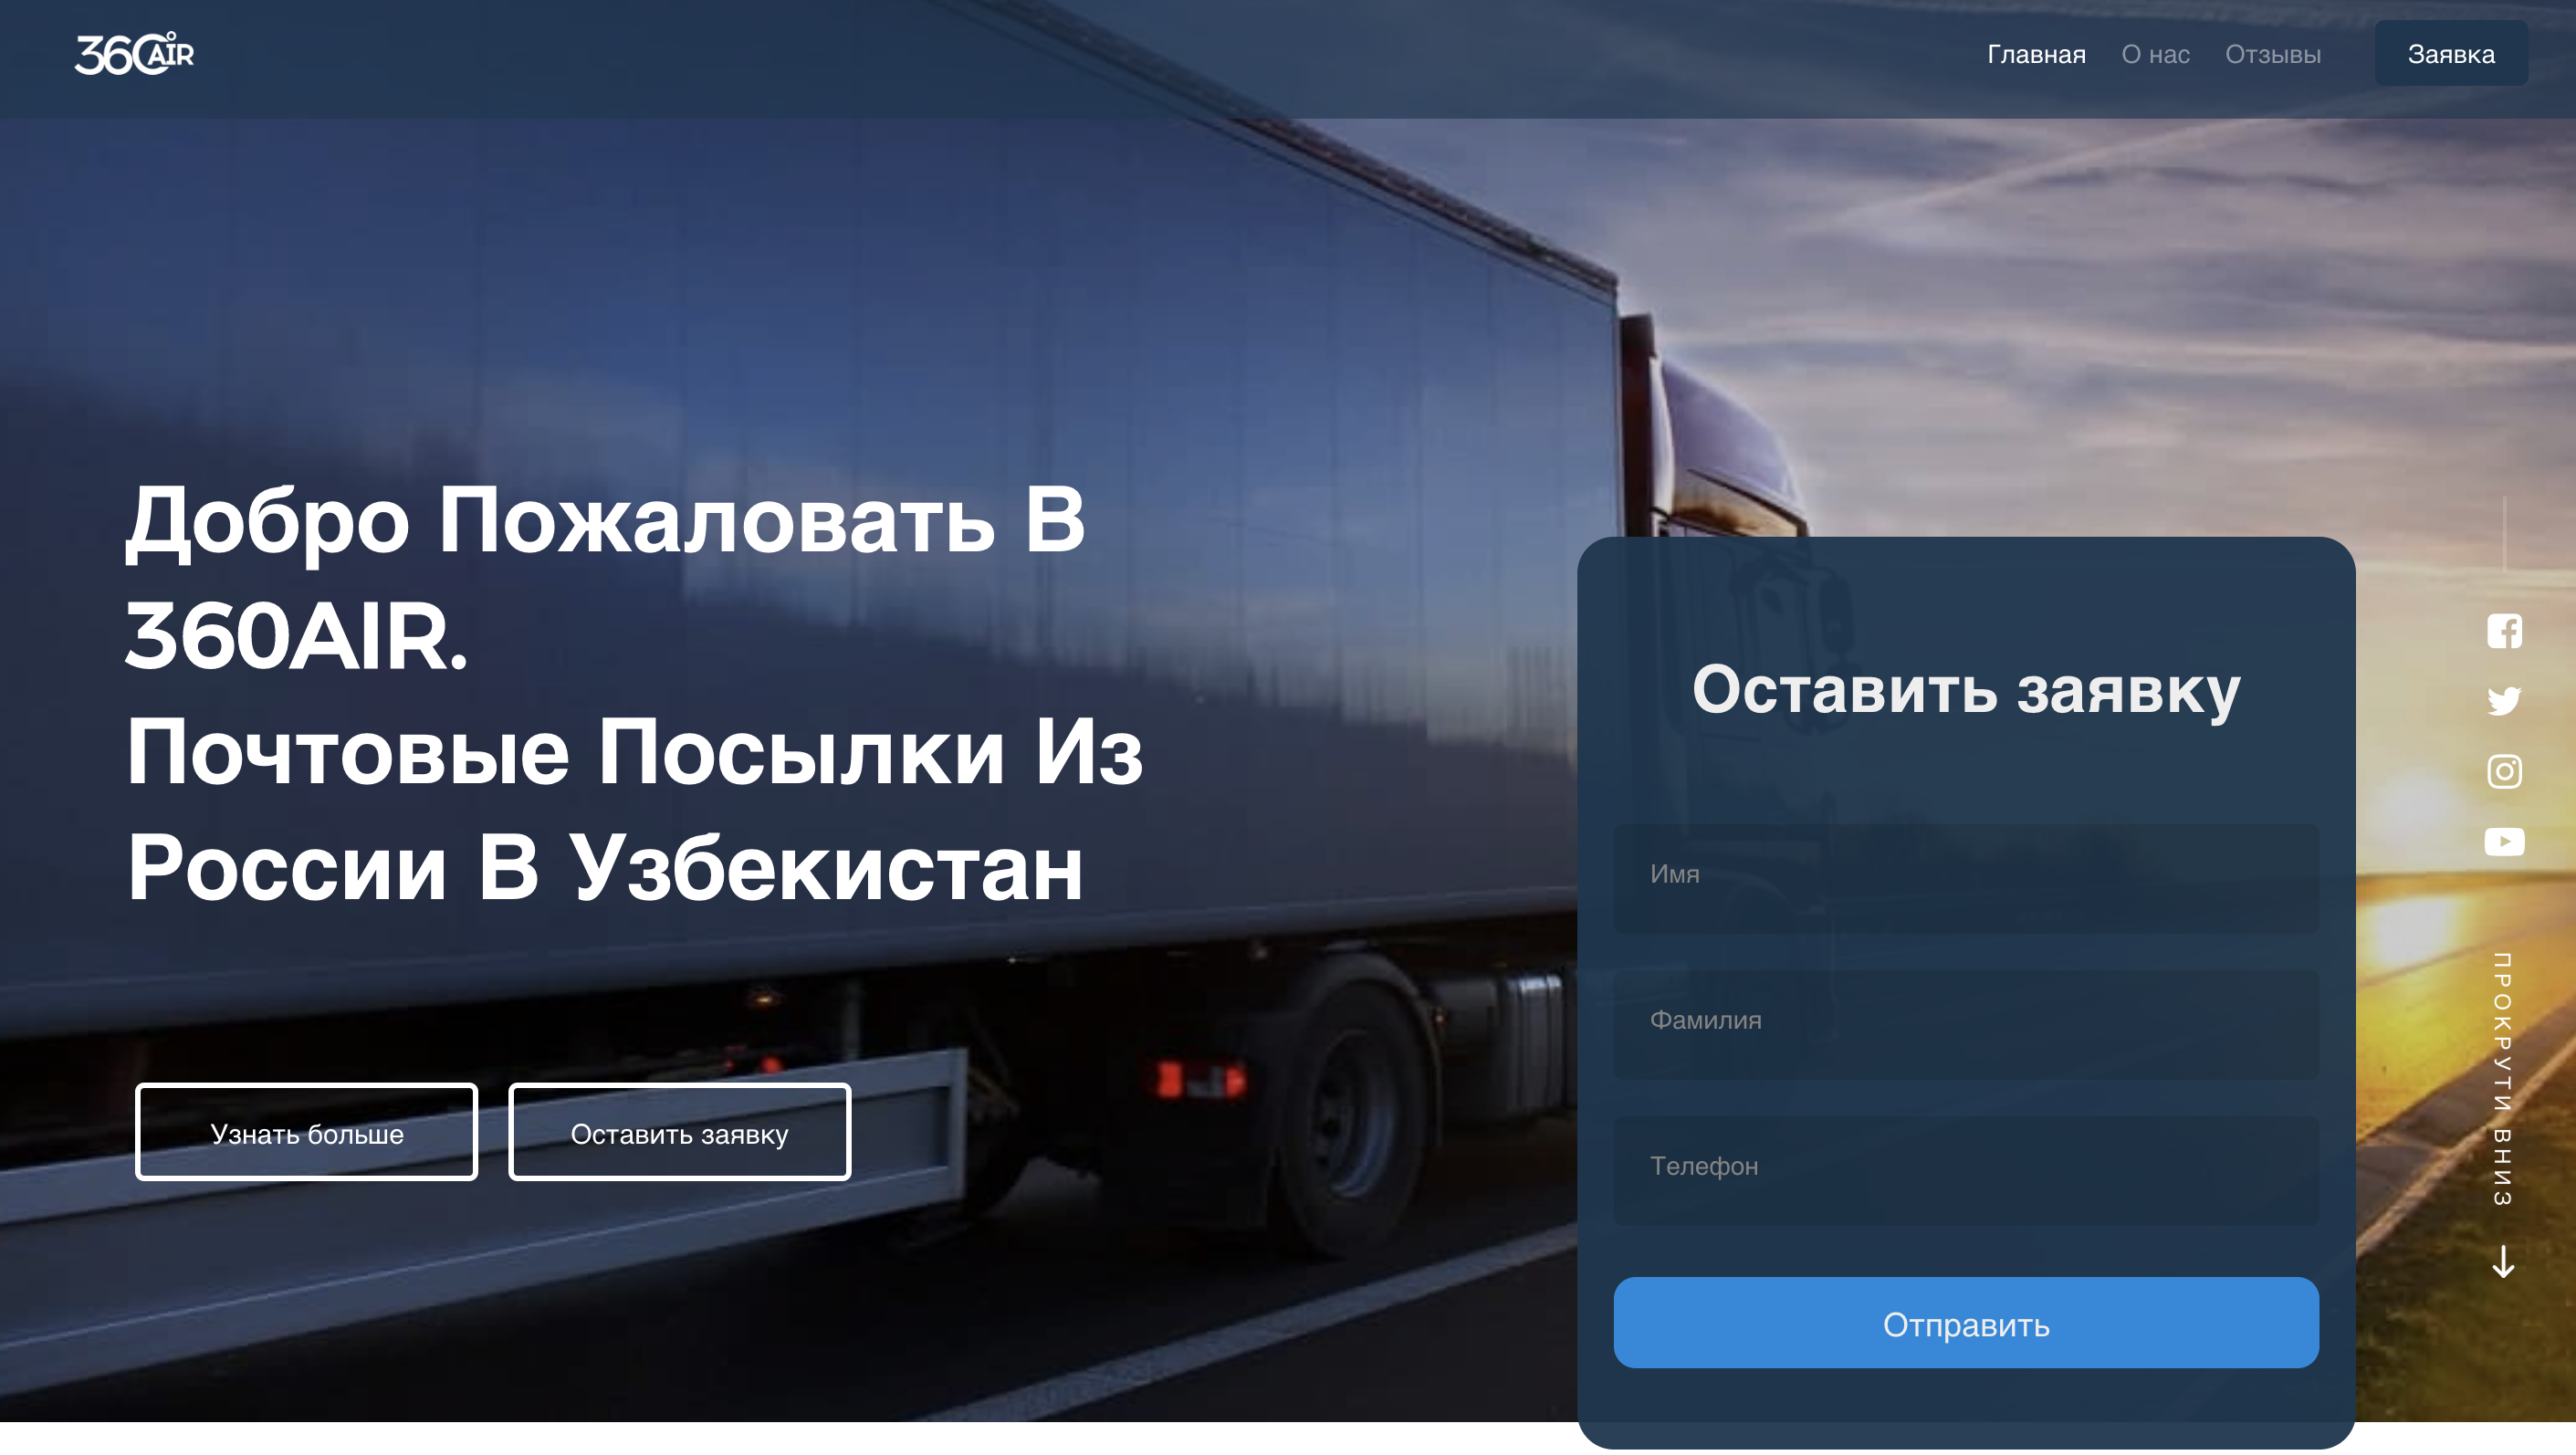 360AIR
Главная О нас Отзывы Заявка
Добро Пожаловать В
360AIR.
Почтовые Посылки Из
России В Узбекистан
Узнать больше Оставить заявку
Оставить заявку
Имя
Фамилия
Телефон
Отправить
ПРОКРУТИ ВНИЗ